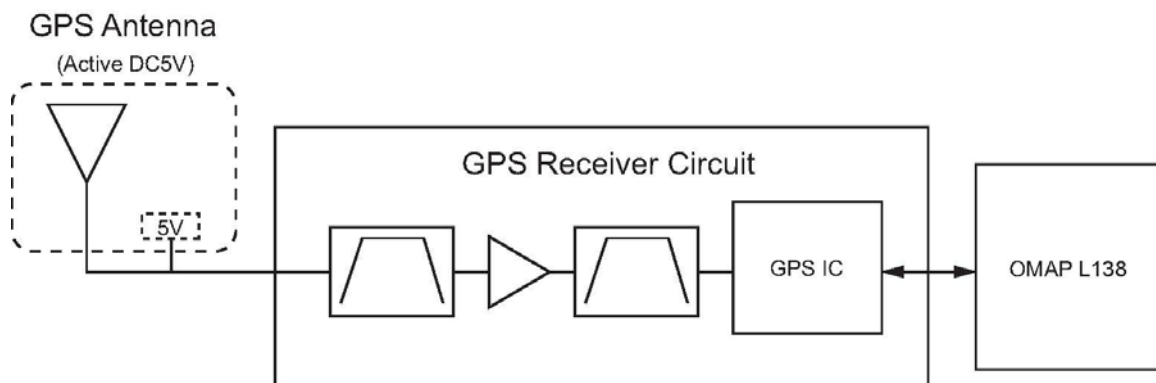 GPS Antenna
(Active DC5V)
5V
GPS Receiver Circuit
GPS IC
OMAP L138